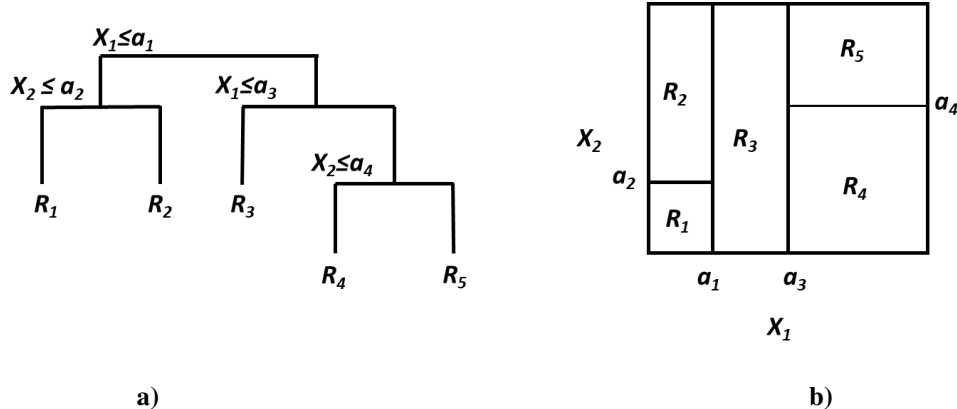 X₁≤a₁
X₂ ≤ a₂
X₁≤a₃
X₂≤a₄
R₁
R₂
R₃
R₄
R₅
a)
R₅
R₂
a₄
X₂
R₃
a₂
R₄
R₁
a₁
a₃
X₁
b)